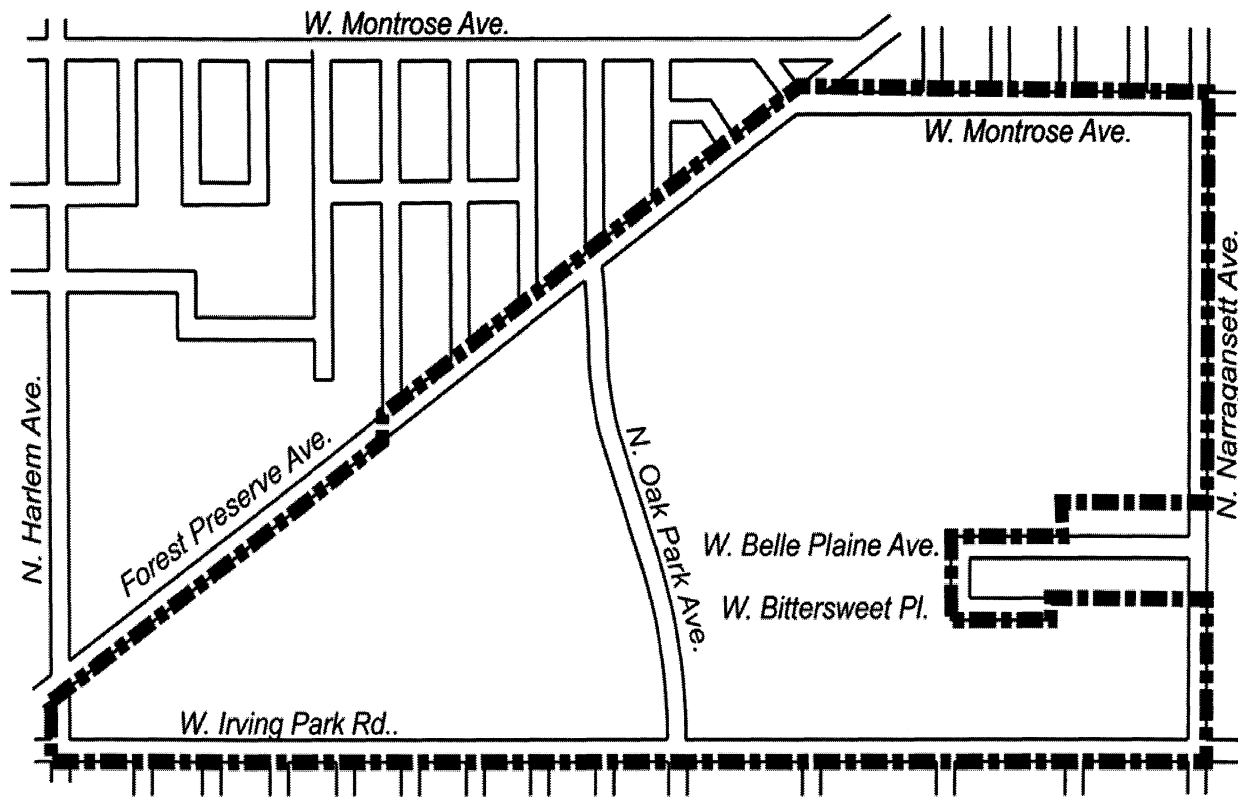 W. Montrose Ave.
W. Montrose Ave.
N. Narragansett Ave.
N. Harlem Ave.
Forest Preserve Ave.
N. Oak Park Ave.
W. Belle Plaine Ave.
W. Bittersweet Pl.
W. Irving Park Rd..